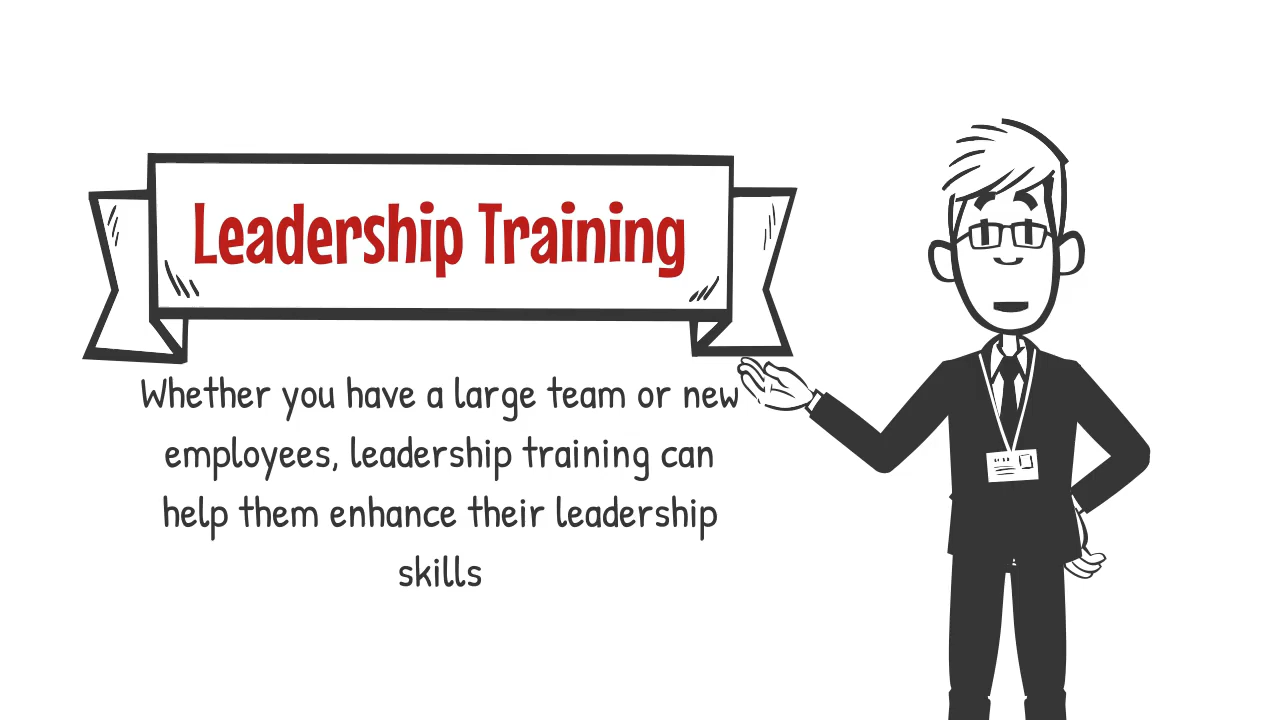 Leadership Training
Whether you have a large team or new
employees, leadership training can
help them enhance their leadership
skills